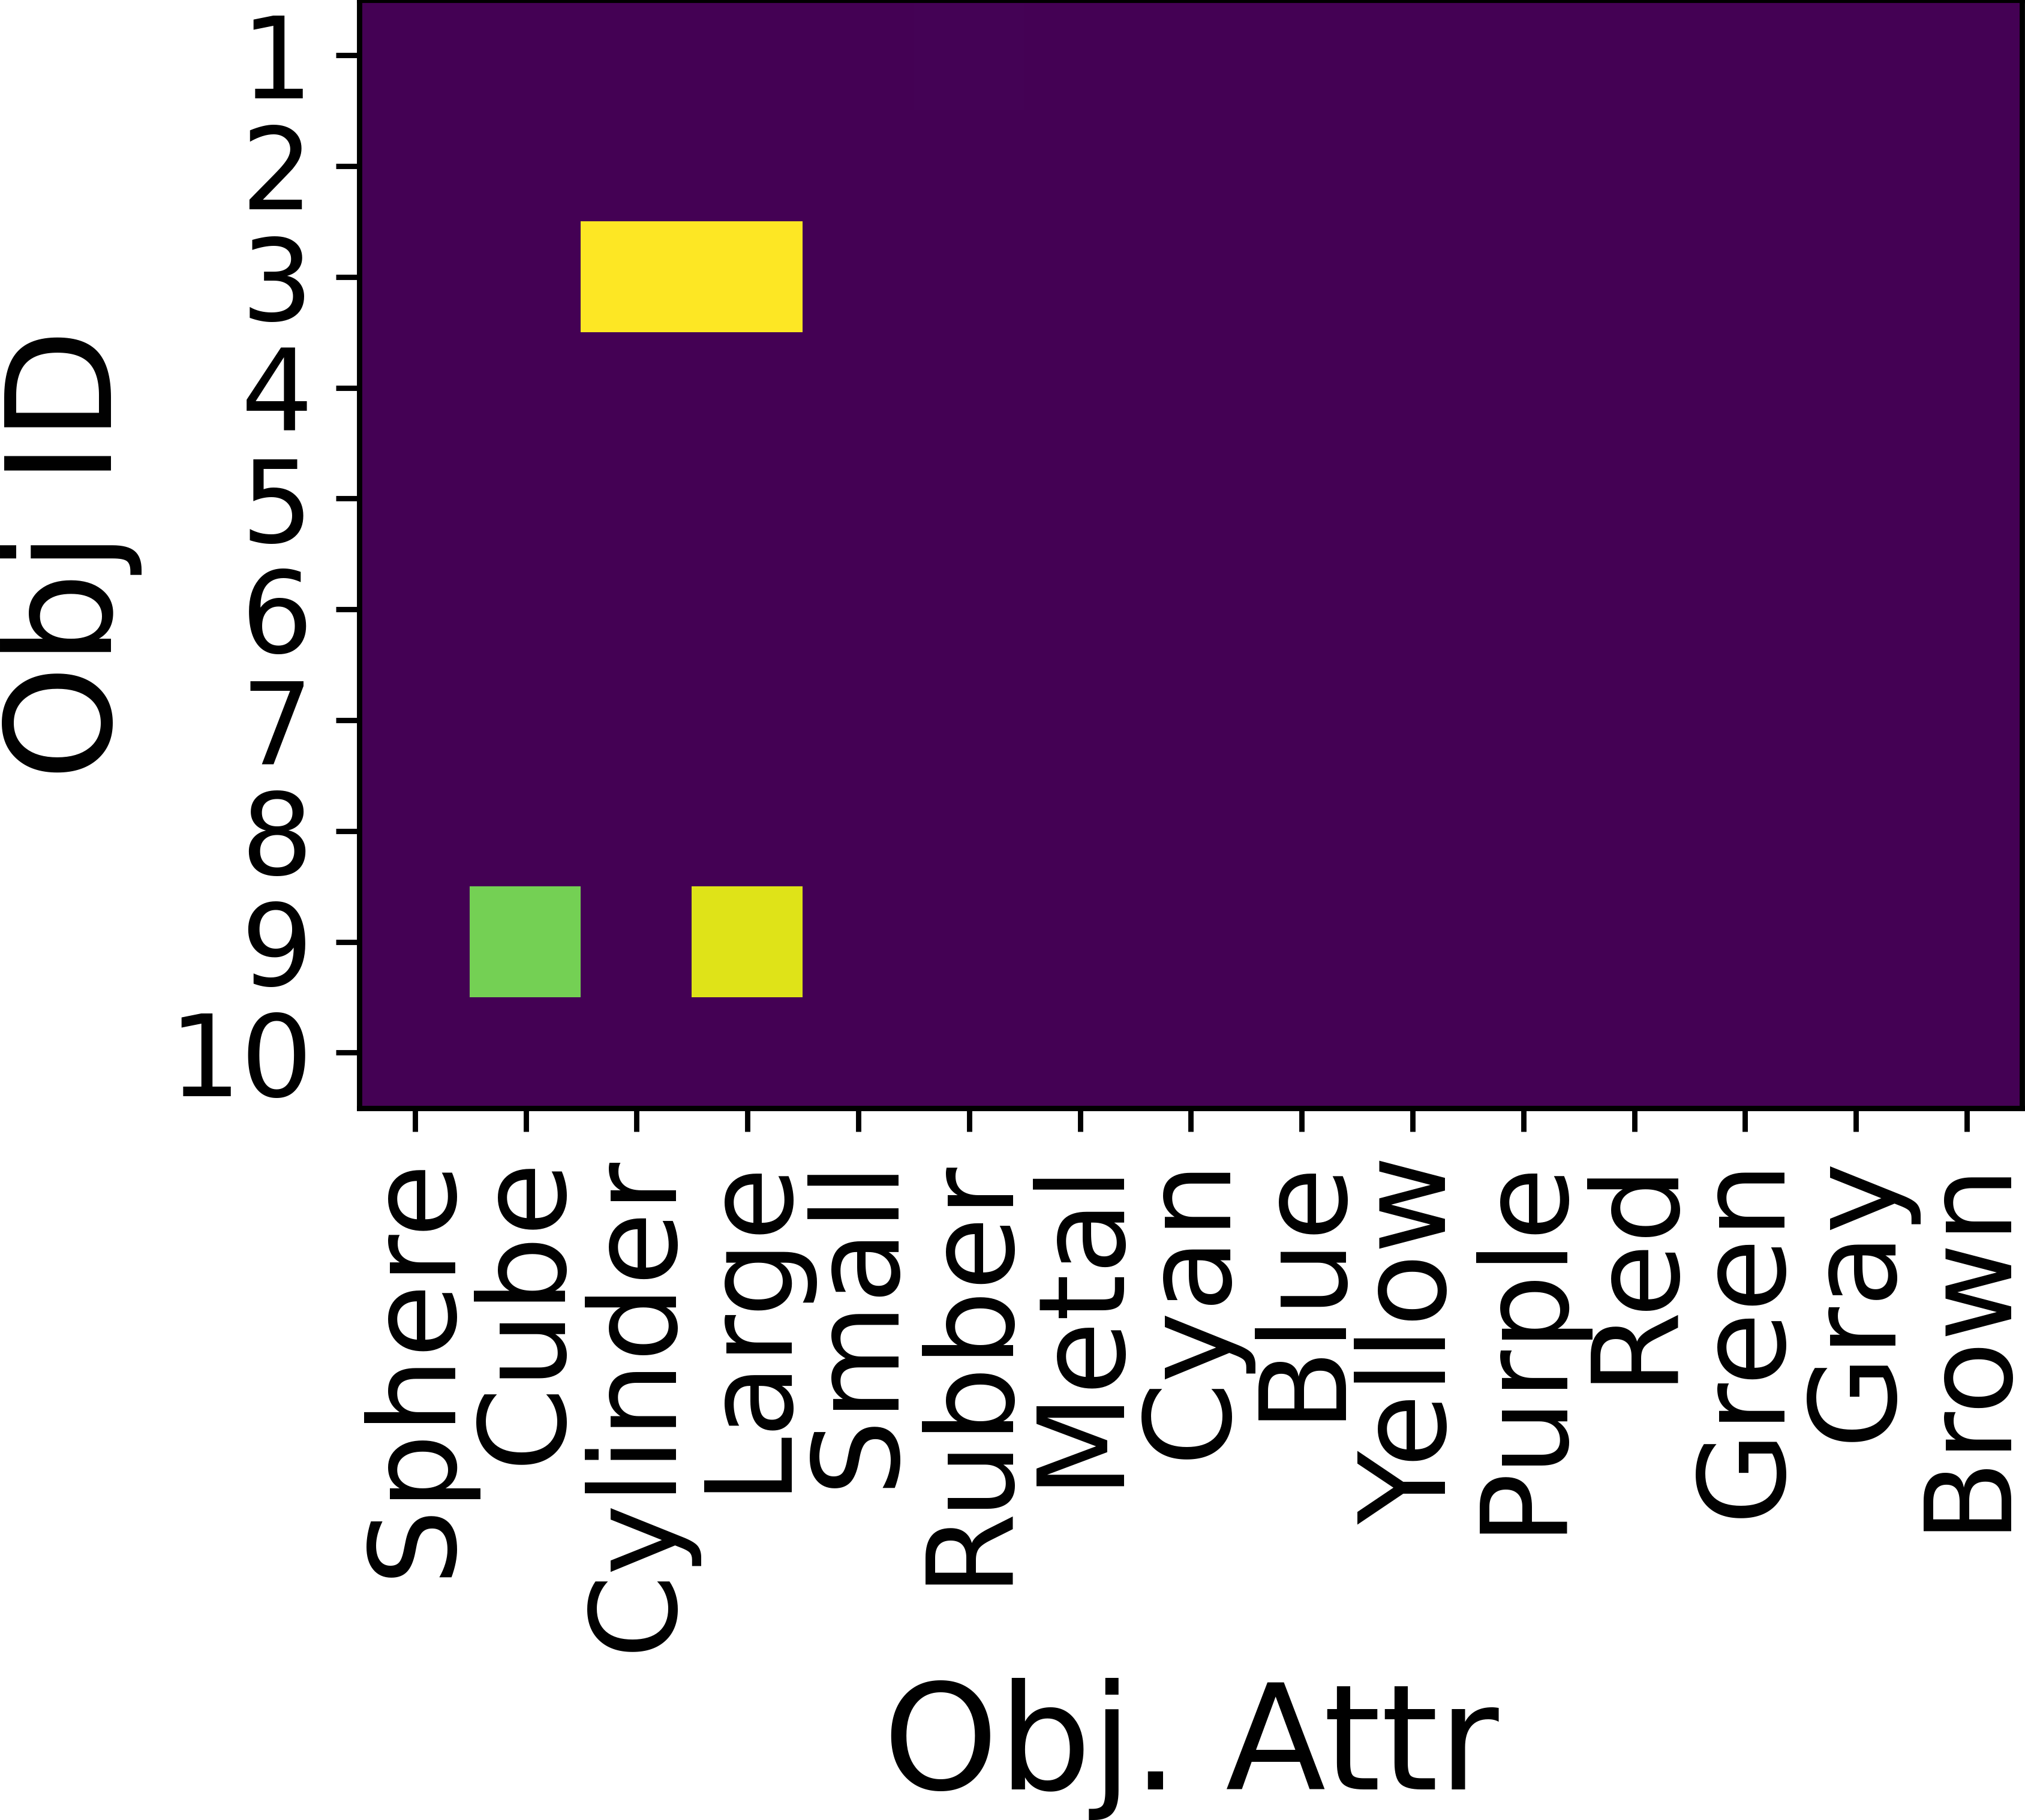 Obj ID
1
2
3
4
5
6
7
8
9
10
Sphere
Cube
Cylinder
Large
Small
Rubber
Metal
Cyan
Blue
Yellow
Purple
Red
Green
Gray
Brown
Obj. Attr